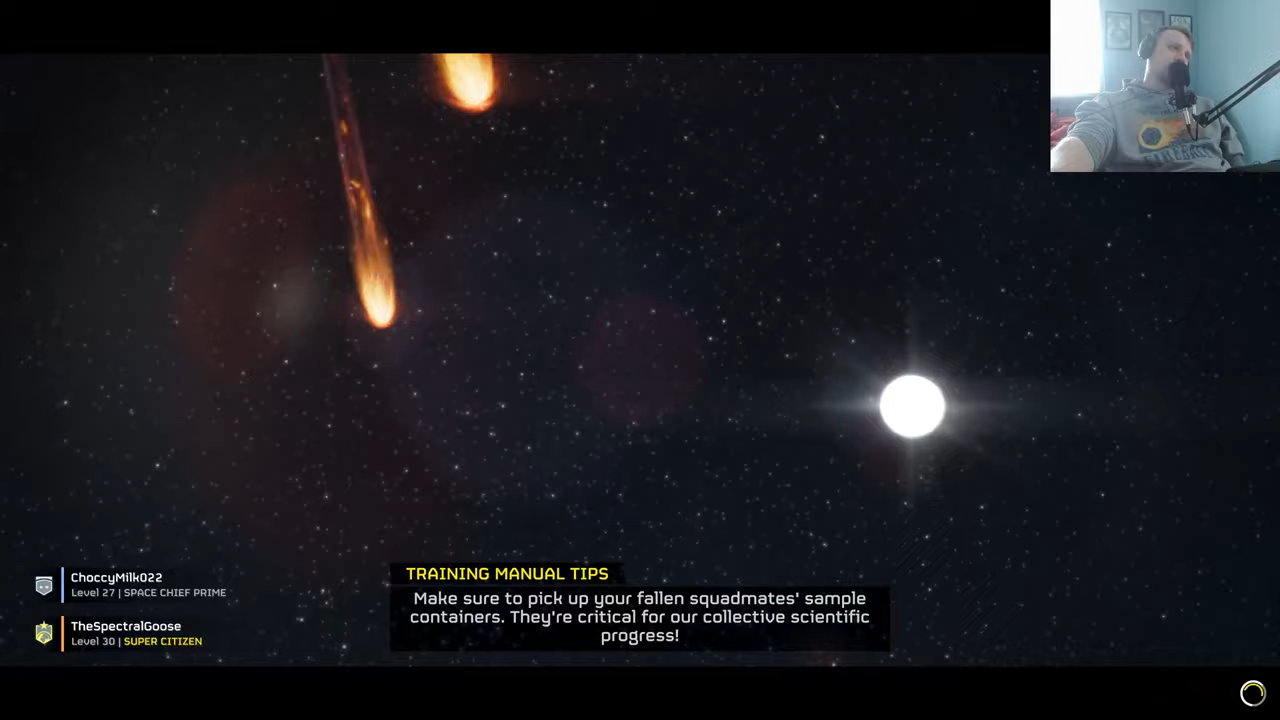 ChoccyMilk022
Level 27 | SPACE CHIEF PRIME
TheSpectralGoose
Level 30 | SUPER CITIZEN
TRAINING MANUAL TIPS
Make sure to pick up your fallen squadmates' sample
containers. They're critical for our collective scientific
progress!